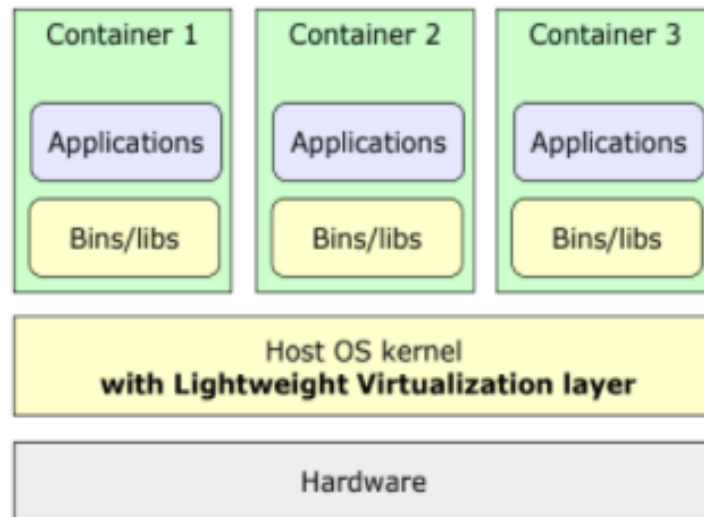 Container 1
Container 2
Container 3
Applications
Applications
Applications
Bins/libs
Bins/libs
Bins/libs
Host OS kernel
with Lightweight Virtualization layer
Hardware